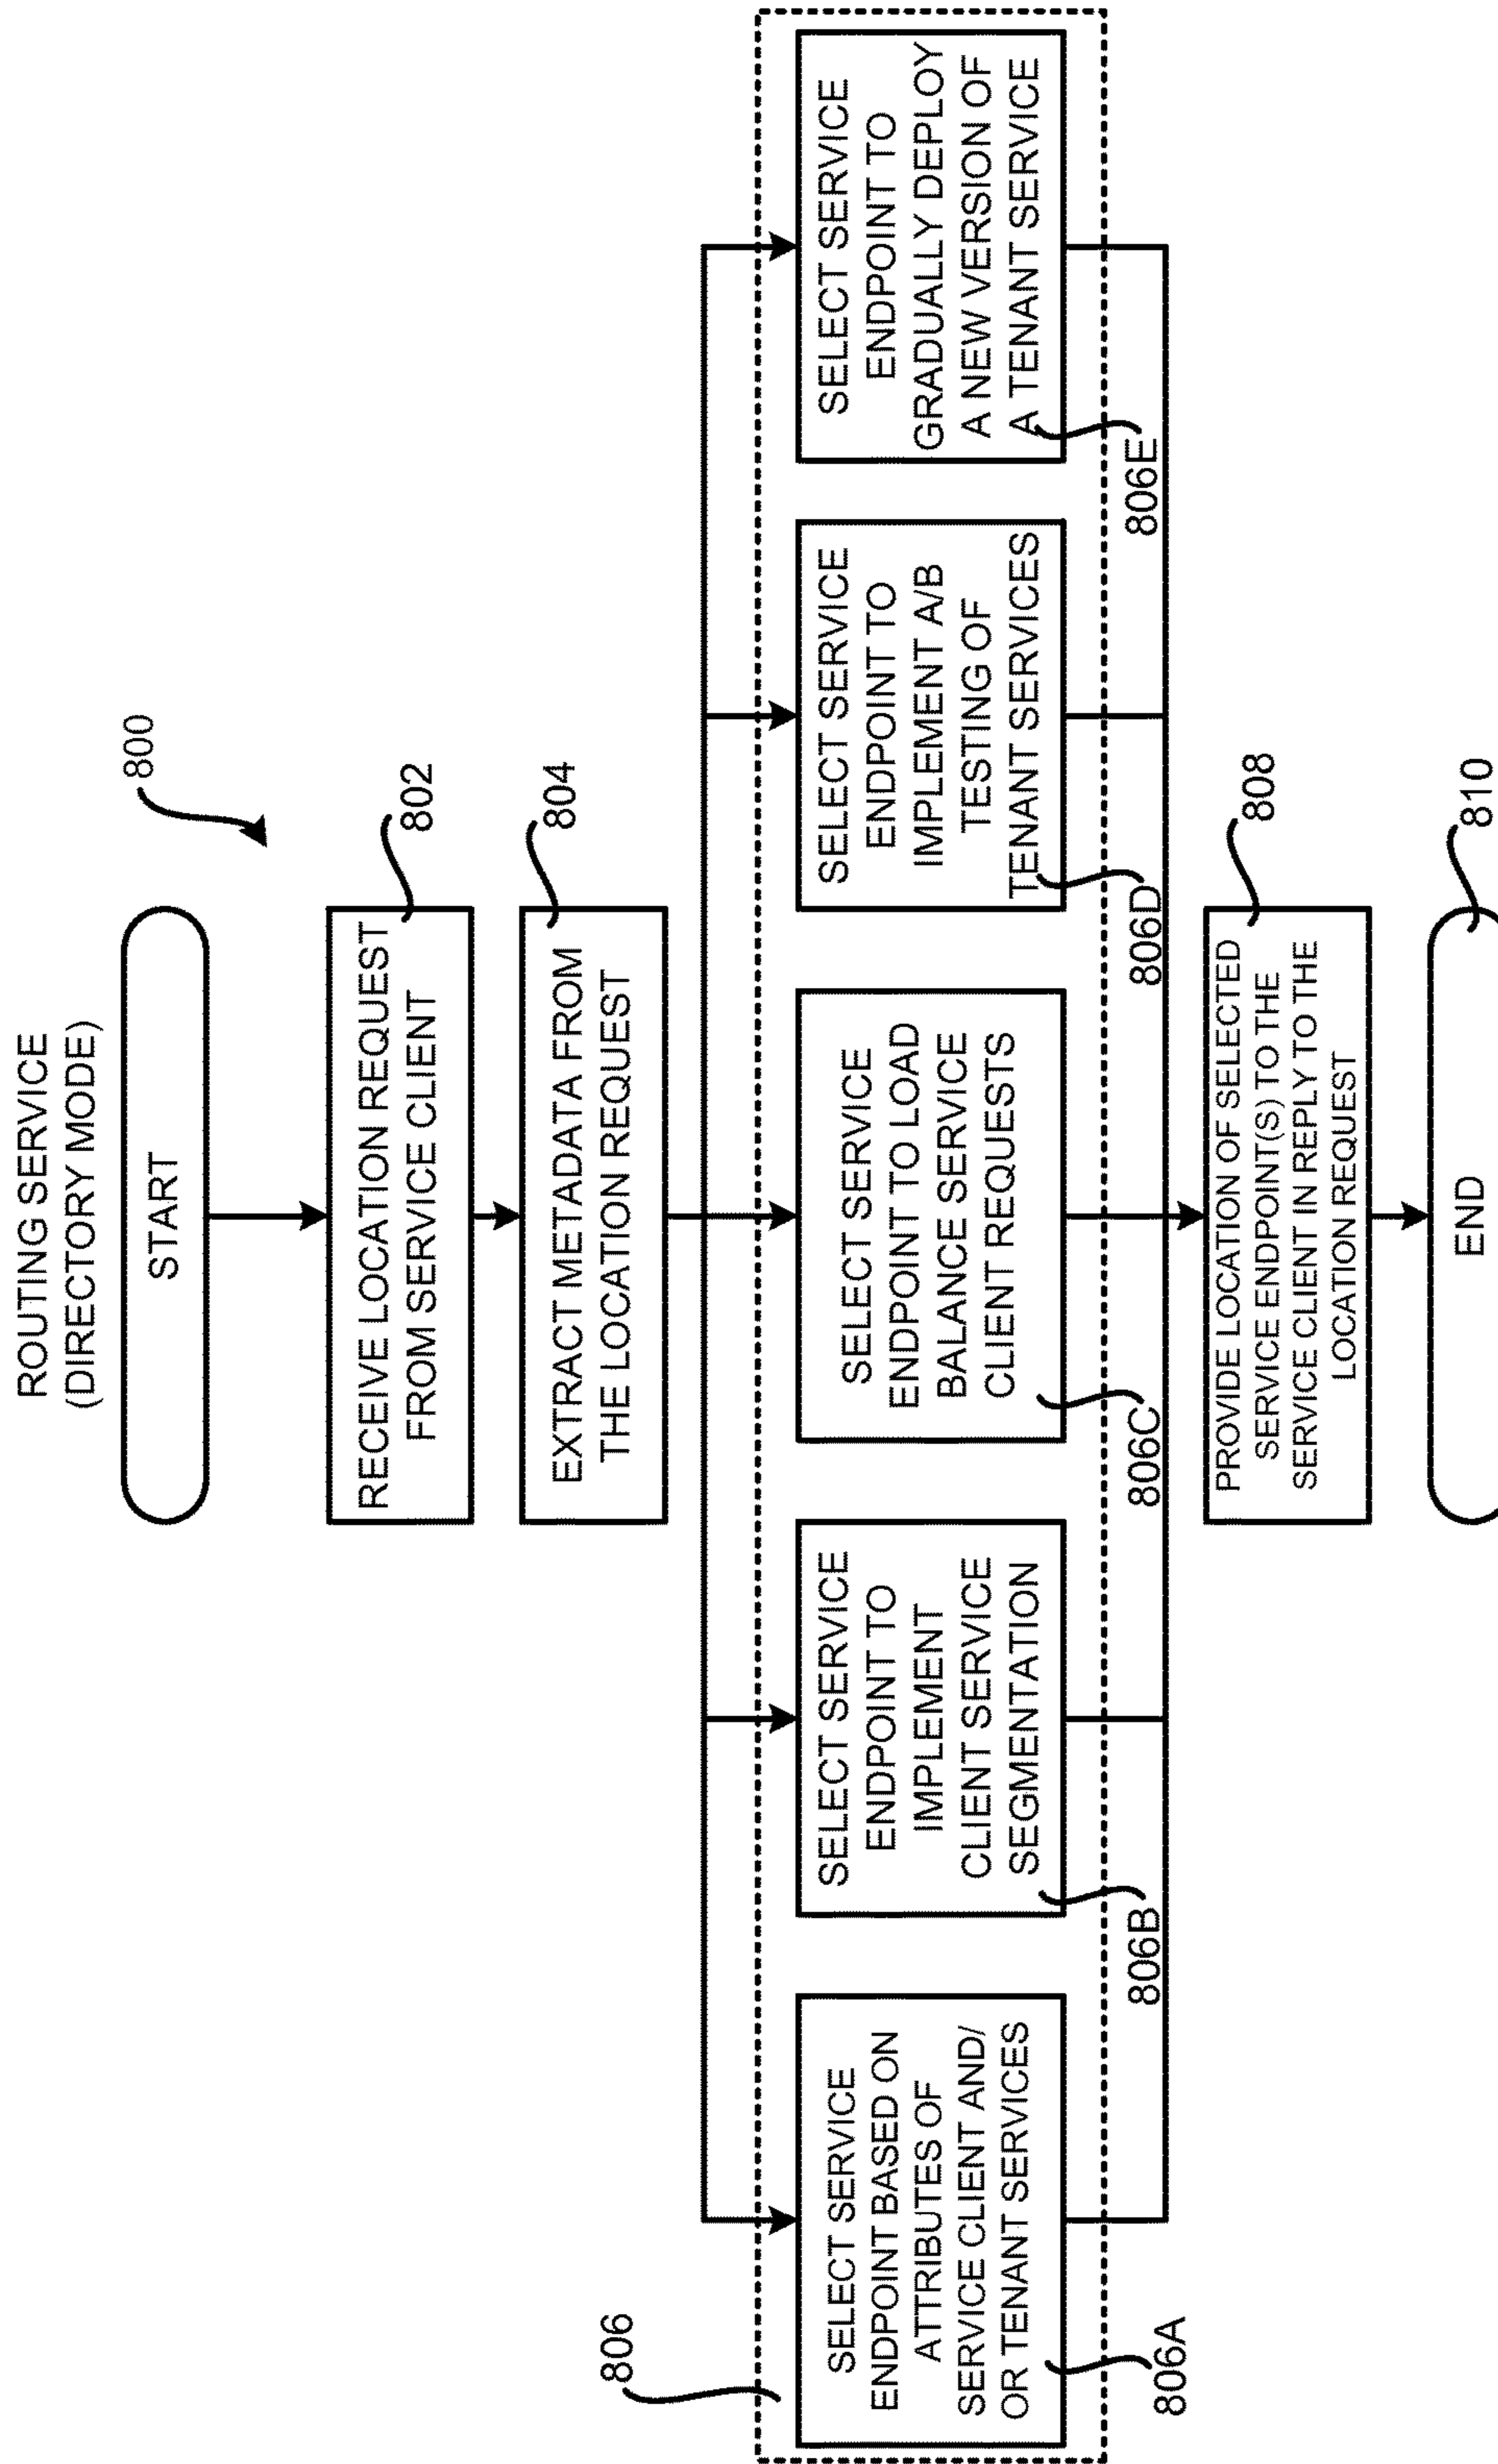 ROUTING SERVICE
(DIRECTORY MODE)
800
START
802
RECEIVE LOCATION REQUEST
FROM SERVICE CLIENT
804
EXTRACT METADATA FROM
THE LOCATION REQUEST
806
SELECT SERVICE
ENDPOINT BASED ON
ATTRIBUTES OF
SERVICE CLIENT AND/
OR TENANT SERVICES
806A
SELECT SERVICE
ENDPOINT TO
IMPLEMENT
CLIENT SERVICE
SEGMENTATION
806B
SELECT SERVICE
ENDPOINT TO LOAD
BALANCE SERVICE
CLIENT REQUESTS
806C
SELECT SERVICE
ENDPOINT TO
IMPLEMENT A/B
TESTING OF
TENANT SERVICES
806D
SELECT SERVICE
ENDPOINT TO
GRADUALLY DEPLOY
A NEW VERSION OF
A TENANT SERVICE
806E
808
PROVIDE LOCATION OF SELECTED
SERVICE ENDPOINT(S) TO THE
SERVICE CLIENT IN REPLY TO THE
LOCATION REQUEST
810
END